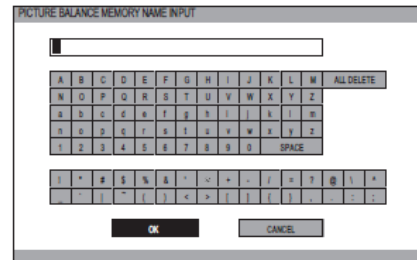 PICTURE BALANCE MEMORY NAME INPUT
A B C D E F G H I J K L M ALL DELETE
N O P Q R S T U V W X Y Z
a b c d e f g h i j k l m
n o p q r s t u v w x y z
1 2 3 4 5 6 7 8 9 0 SPACE
! " # $ % & ' + - / = ? @ \ ^
_ ` | ( ) < > [ ] { } , . : ;
OK CANCEL